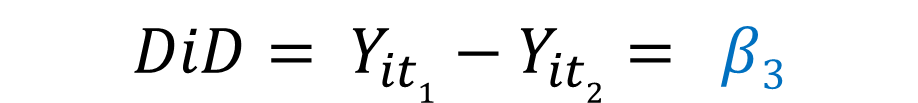 DiD = Y_{it_1} − Y_{it_2} = β_3